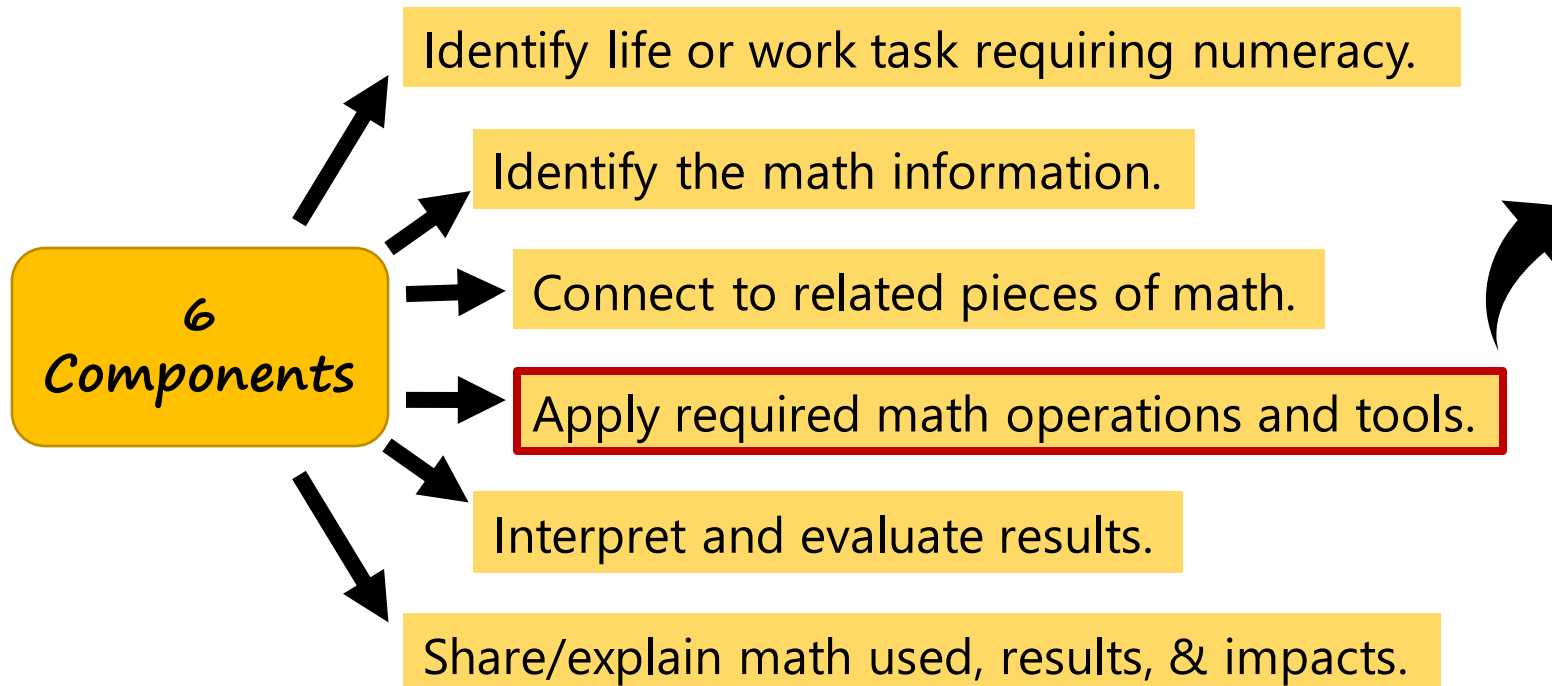 Identify life or work task requiring numeracy.
Identify the math information.
Connect to related pieces of math.
6
Components
Apply required math operations and tools.
Interpret and evaluate results.
Share/explain math used, results, & impacts.